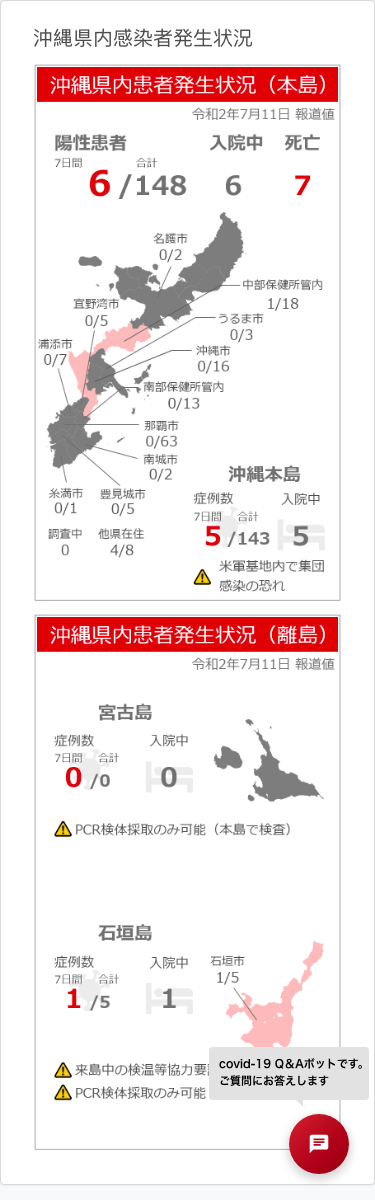 沖縄県内感染者発生状況
沖縄県内患者発生状況（本島）
令和2年7月11日 報道値
陽性患者 入院中 死亡
7日間 合計
6/148 6 7
名護市
0/2
中部保健所管内
1/18
宜野湾市
0/5
うるま市
0/3
浦添市
0/7
沖縄市
0/16
南部保健所管内
0/13
那覇市
0/63
南城市
0/2
糸満市
0/1
豊見城市
0/5
調査中
0
他県在住
4/8
沖縄本島
症例数 入院中
7日間 合計
5/143 5
米軍基地内で集団
感染の恐れ
沖縄県内患者発生状況（離島）
令和2年7月11日 報道値
宮古島
症例数 入院中
7日間 合計
0/0 0
PCR検体採取のみ可能（本島で検査）
石垣島
症例数 入院中
7日間 合計
1/5 1
石垣市
1/5
来島中の検温等協力要
PCR検体採取のみ可能
covid-19 Q&Aボットです。
ご質問にお答えします